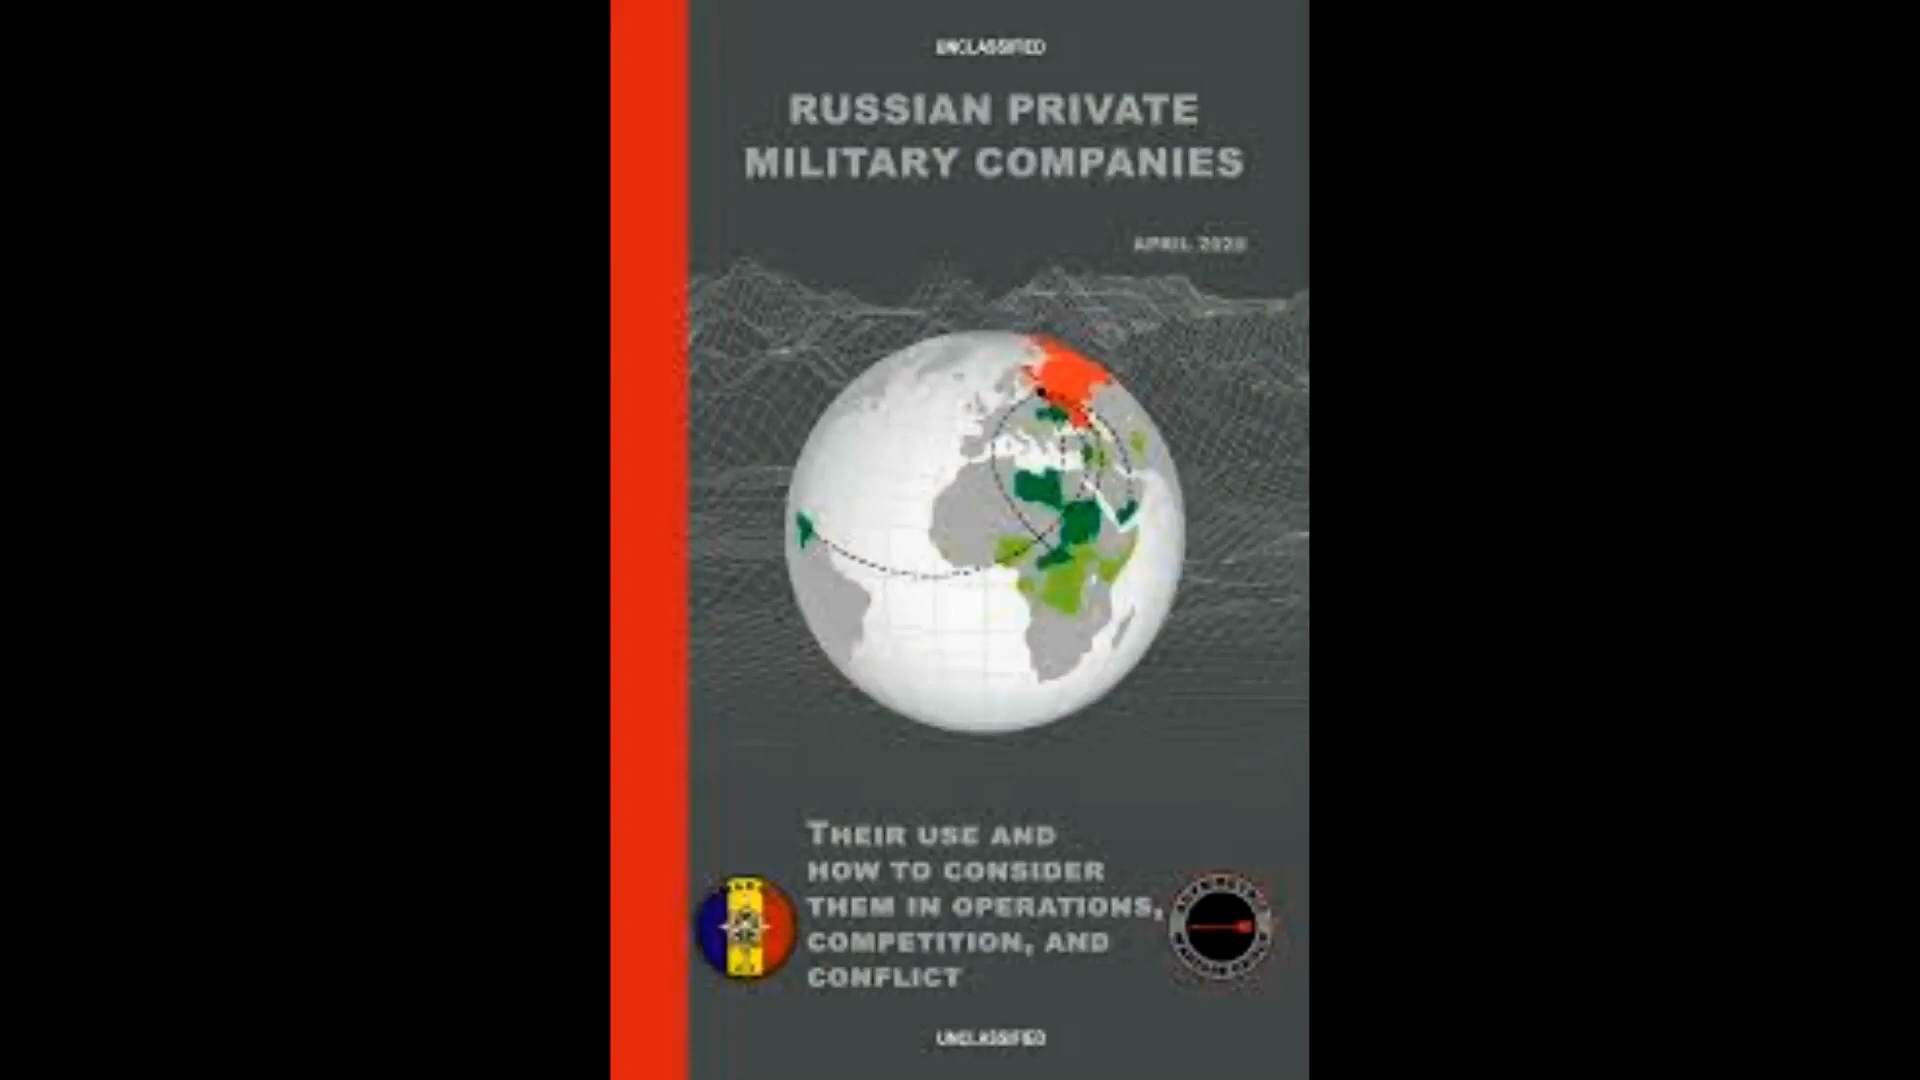 UNCLASSIFIED
RUSSIAN PRIVATE
MILITARY COMPANIES
APRIL 2020
THEIR USE AND
HOW TO CONSIDER
THEM IN OPERATIONS,
COMPETITION, AND
CONFLICT
UNCLASSIFIED